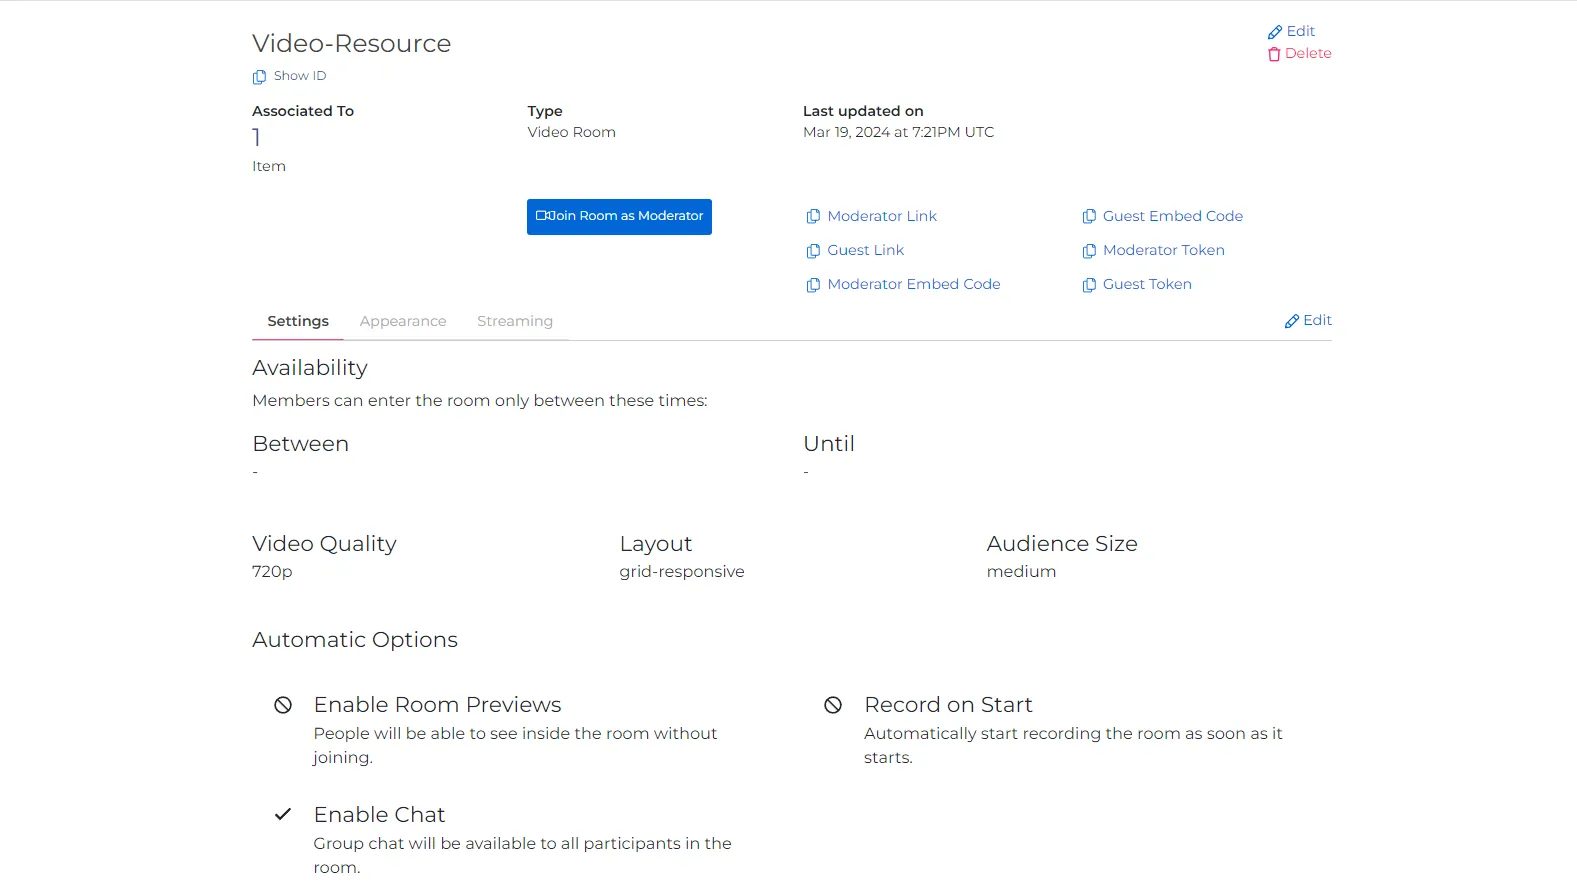 Video-Resource
Edit
Delete
Show ID
Associated To
Type
Last updated on
1
Video Room
Mar 19, 2024 at 7:21PM UTC
Item
Join Room as Moderator
Moderator Link
Guest Embed Code
Guest Link
Moderator Token
Moderator Embed Code
Guest Token
Settings
Appearance
Streaming
Edit
Availability
Members can enter the room only between these times:
Between
Until
-
-
Video Quality
Layout
Audience Size
720p
grid-responsive
medium
Automatic Options
Enable Room Previews
People will be able to see inside the room without
joining.
Record on Start
Automatically start recording the room as soon as it
starts.
Enable Chat
Group chat will be available to all participants in the
room.